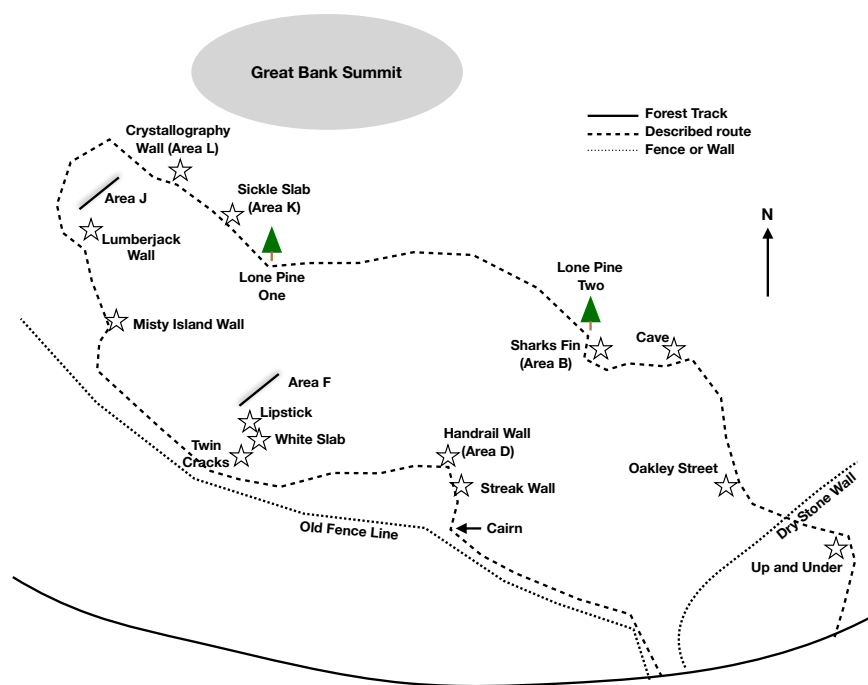 Great Bank Summit
Forest Track
Described route
Fence or Wall
Crystallography
Wall (Area L)
Area J
Sickle Slab
(Area K)
N
Lumberjack
Wall
Lone Pine
One
Lone Pine
Two
Misty Island Wall
Sharks Fin
(Area B)
Cave
Area F
Lipstick
White Slab
Twin
Cracks
Handrail Wall
(Area D)
Streak Wall
Oakley Street
Dry Stone Wall
Old Fence Line
Cairn
Up and Under